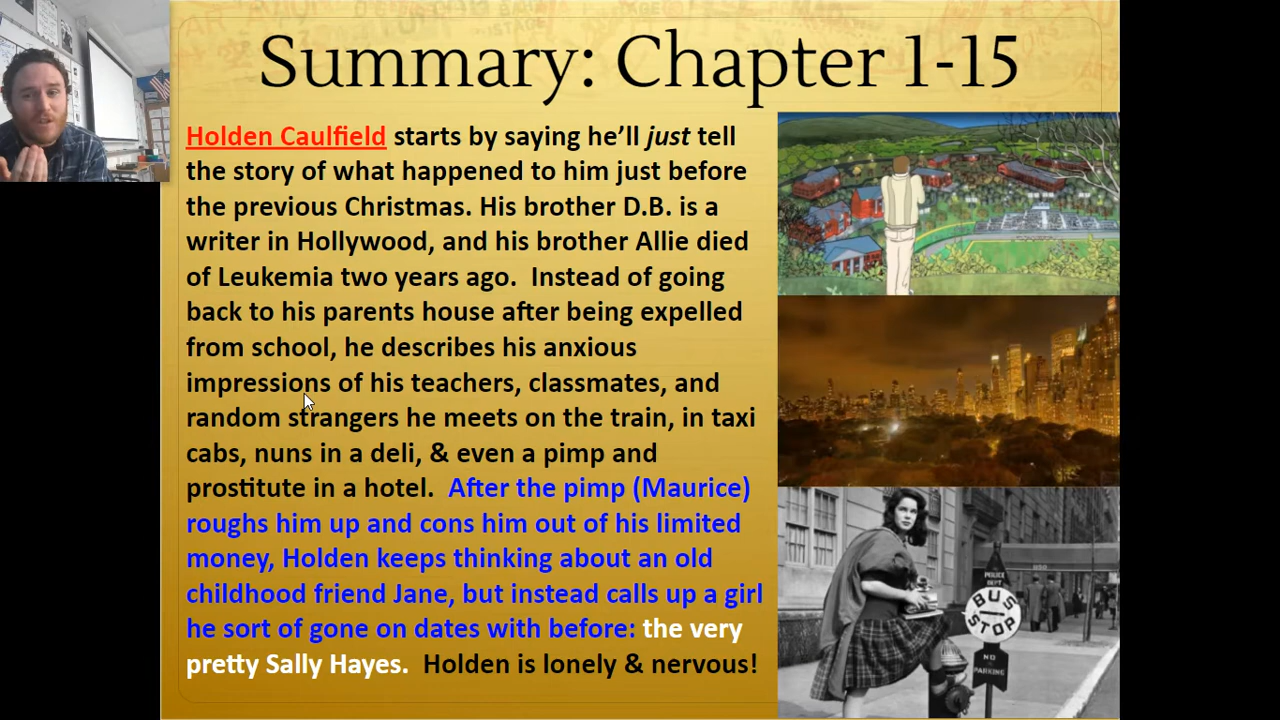 Summary: Chapter 1-15
Holden Caulfield starts by saying he'll just tell
the story of what happened to him just before
the previous Christmas. His brother D.B. is a
writer in Hollywood, and his brother Allie died
of Leukemia two years ago.  Instead of going
back to his parents house after being expelled
from school, he describes his anxious
impressions of his teachers, classmates, and
random strangers he meets on the train, in taxi
cabs, nuns in a deli, & even a pimp and
prostitute in a hotel.  After the pimp (Maurice)
roughs him up and cons him out of his limited
money, Holden keeps thinking about an old
childhood friend Jane, but instead calls up a girl
he sort of gone on dates with before: the very
pretty Sally Hayes.  Holden is lonely & nervous!
POLICE
DEPT
BUS
STOP
NO
PARKING